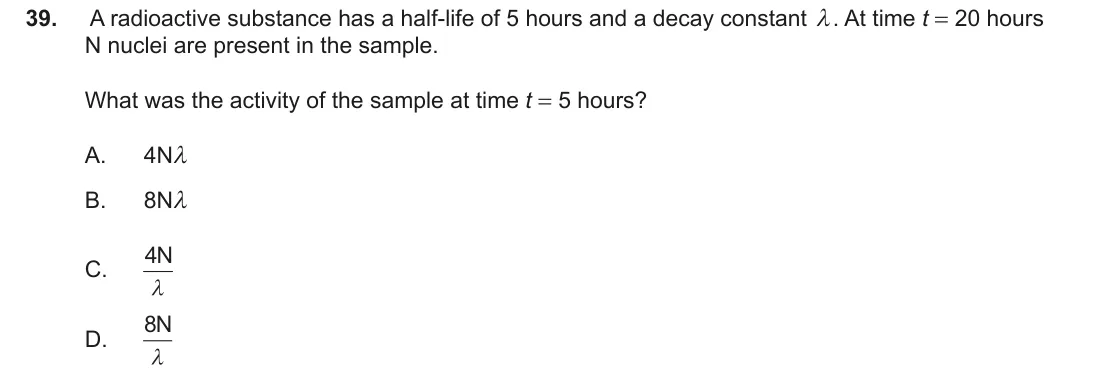 39. A radioactive substance has a half-life of 5 hours and a decay constant λ. At time t = 20 hours
N nuclei are present in the sample.
What was the activity of the sample at time t = 5 hours?
A. 4Nλ
B. 8Nλ
C. 4N/λ
D. 8N/λ